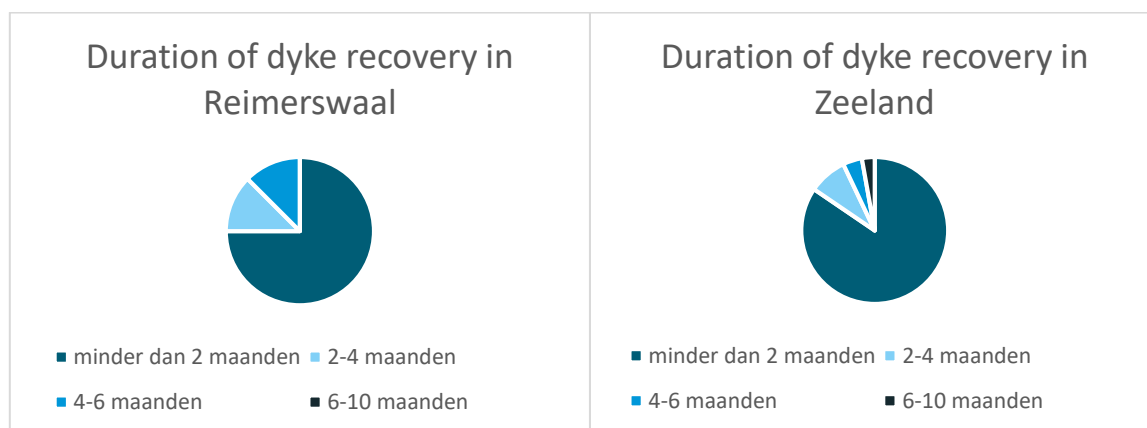 Duration of dyke recovery in
Reimerswaal
minder dan 2 maanden
2-4 maanden
4-6 maanden
6-10 maanden
Duration of dyke recovery in
Zeeland
minder dan 2 maanden
2-4 maanden
4-6 maanden
6-10 maanden